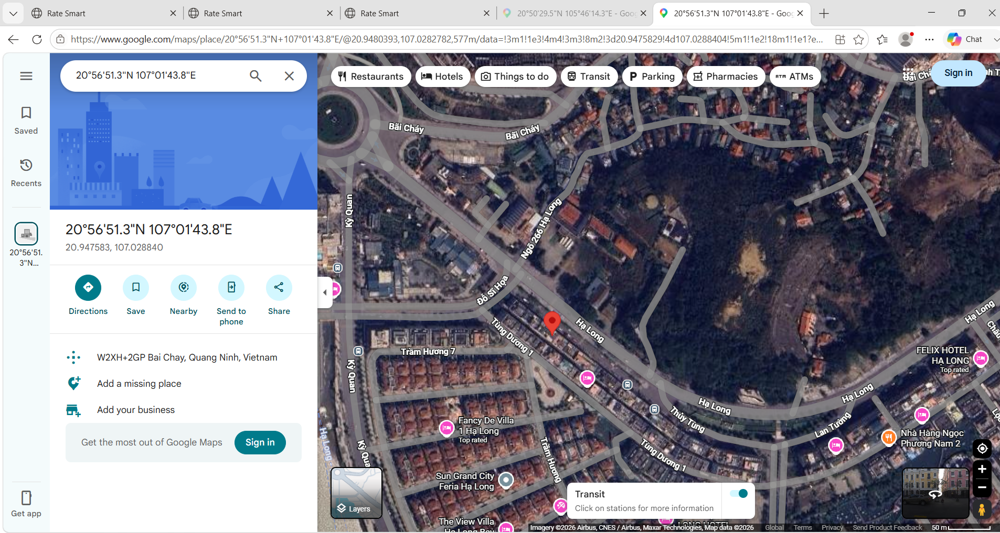 Rate Smart
Rate Smart
Rate Smart
20°50'29.5"N 105°46'14.3"E - Goog
20°56'51.3"N 107°01'43.8"E - Goog
https://www.google.com/maps/place/20°56'51.3"N+107°01'43.8"E/@20.9480393,107.0282782,577m/data=!3m1!1e3!4m4!3m3!8m2!3d20.9475829!4d107.0288404!5m1!1e2!18m1!1e1?e...
Chat
20°56'51.3"N 107°01'43.8"E
Restaurants
Hotels
Things to do
Transit
Parking
Pharmacies
ATMs
Sign in
Saved
Recents
20°56'51.
3"N...
Get app
20°56'51.3"N 107°01'43.8"E
20.947583, 107.028840
Directions
Save
Nearby
Send to
phone
Share
W2XH+2GP Bai Chay, Quang Ninh, Vietnam
Add a missing place
Add your business
Get the most out of Google Maps
Sign in
Bãi Cháy
Bãi Cháy
Kỳ Quan
Ngõ 266 Hạ Long
Đỗ Sĩ Họa
Tùng Dương 1
Hạ Long
Trầm Hương 7
Kỳ Quan
FELIX HOTEL
HẠ LONG
Top rated
Hạ Long
Hạ Long
Hạ Long
Thủy Tùng
Lan Tường
Fancy De Villa
1 Hạ Long
Top rated
Hạ Long
Trầm Hương
Tùng Dương 1
Nhà Hàng Ngọc
Phương Nam 2
Sun Grand City
Feria Hạ Long
The View Villa
Hạ Long Bay
Layers
Transit
Click on stations for more information
Imagery ©2026 Airbus, CNES / Airbus, Maxar Technologies, Map data ©2026
Global
Terms
Privacy
Send Product Feedback
50 m